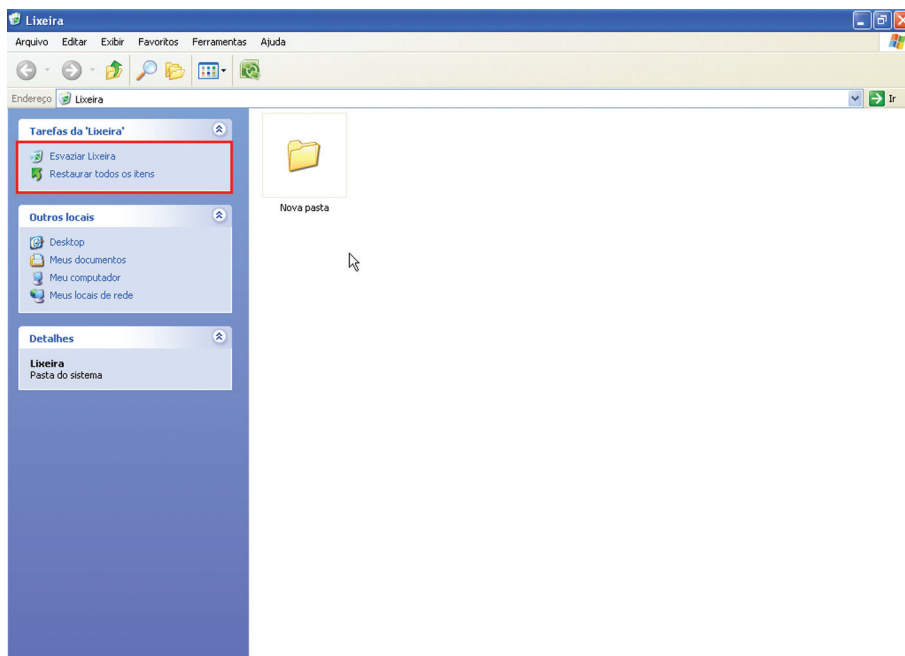 Lixeira
Arquivo Editar Exibir Favoritos Ferramentas Ajuda
Endereço Lixeira Ir
Tarefas da 'Lixeira'
Esvaziar Lixeira
Restaurar todos os itens
Nova pasta
Outros locais
Desktop
Meus documentos
Meu computador
Meus locais de rede
Detalhes
Lixeira
Pasta do sistema